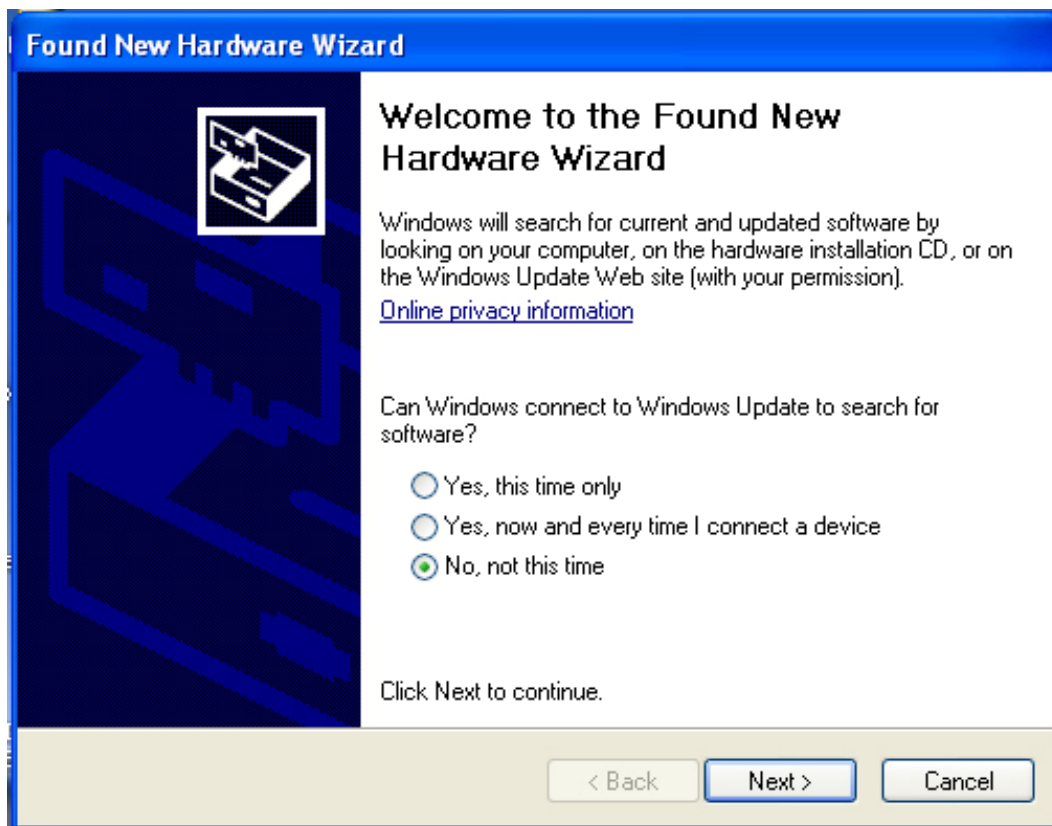 Found New Hardware Wizard
Welcome to the Found New
Hardware Wizard
Windows will search for current and updated software by
looking on your computer, on the hardware installation CD, or on
the Windows Update Web site (with your permission).
Online privacy information
Can Windows connect to Windows Update to search for
software?
Yes, this time only
Yes, now and every time I connect a device
No, not this time
Click Next to continue.
< Back Next > Cancel